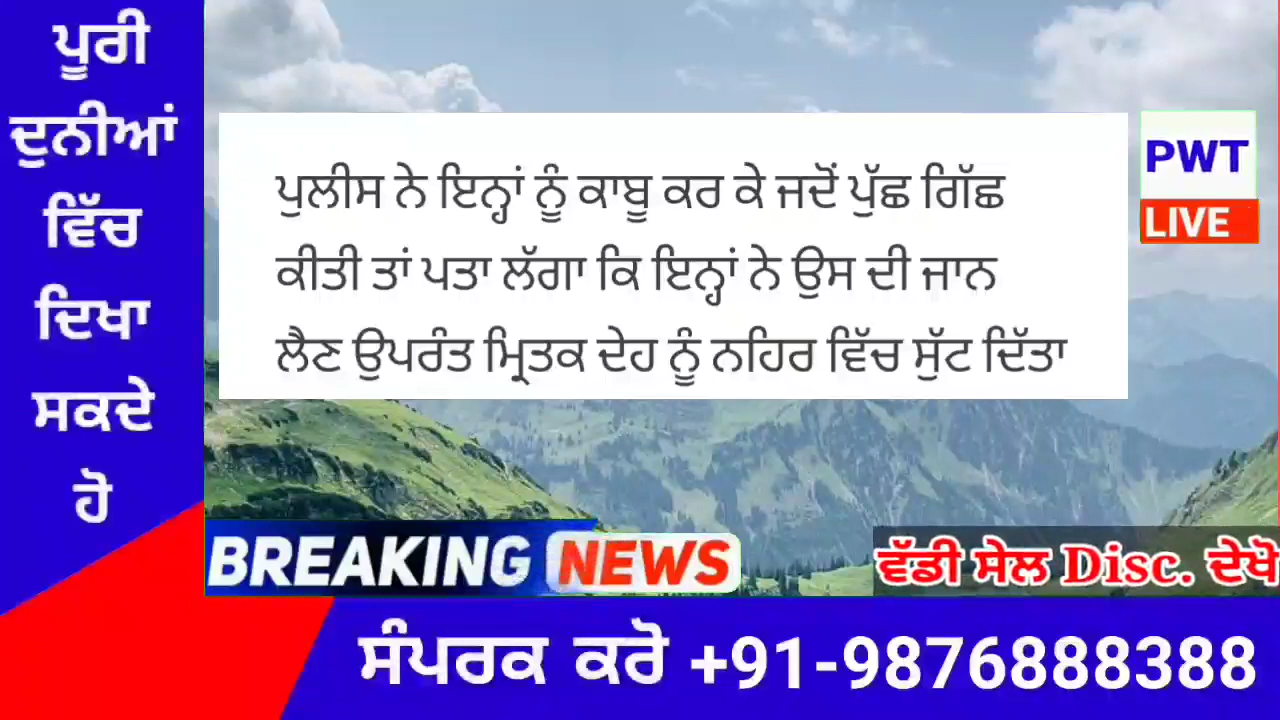 ਪੂਰੀ
ਦੁਨੀਆਂ
ਵਿੱਚ
ਦਿਖਾ
ਸਕਦੇ
ਹੋ
ਪੁਲੀਸ ਨੇ ਇਨ੍ਹਾਂ ਨੂੰ ਕਾਬੂ ਕਰ ਕੇ ਜਦੋਂ ਪੁੱਛ ਗਿੱਛ
ਕੀਤੀ ਤਾਂ ਪਤਾ ਲੱਗਾ ਕਿ ਇਨ੍ਹਾਂ ਨੇ ਉਸ ਦੀ ਜਾਨ
ਲੈਣ ਉਪਰੰਤ ਮ੍ਰਿਤਕ ਦੇਹ ਨੂੰ ਨਹਿਰ ਵਿੱਚ ਸੁੱਟ ਦਿੱਤਾ
PWT
LIVE
BREAKING NEWS
ਵੱਡੀ ਸੇਲ Disc. ਦੇਖੋ
ਸੰਪਰਕ ਕਰੋ +91-9876888388